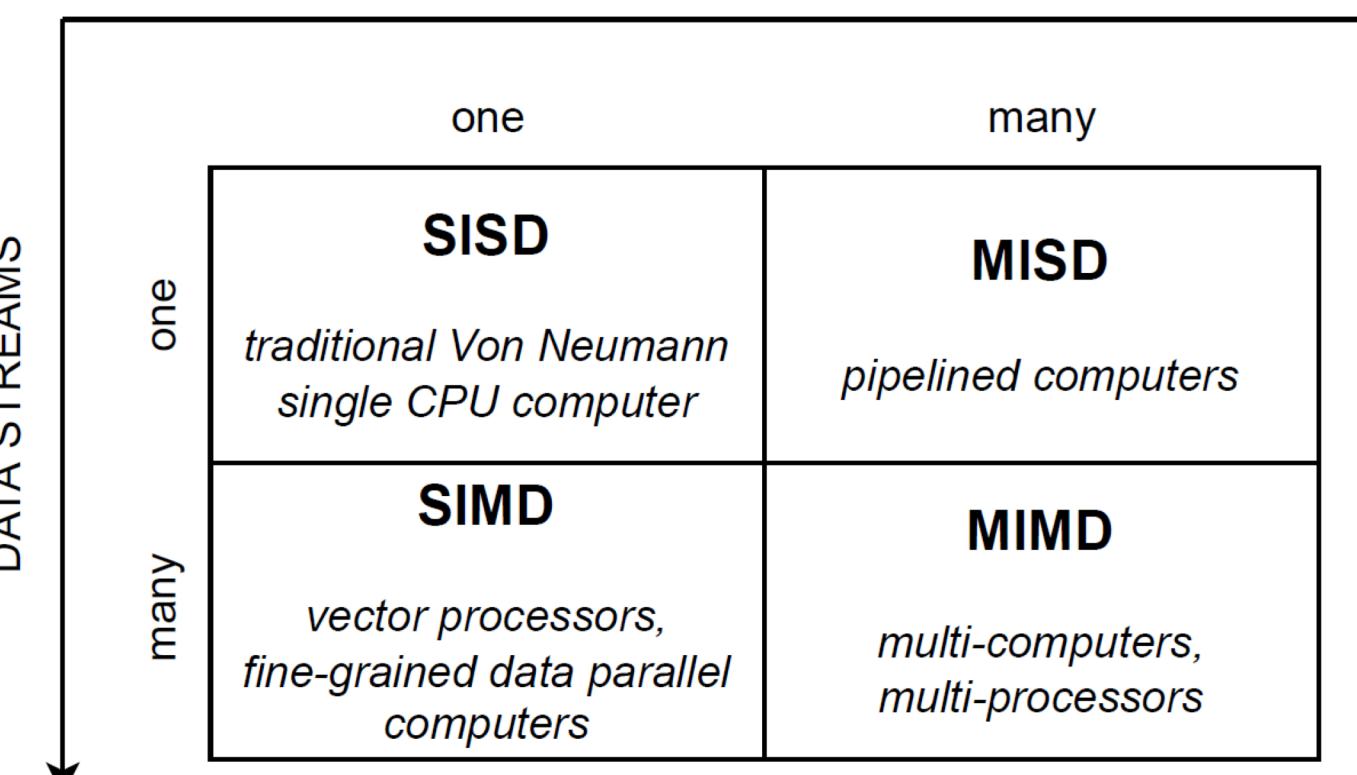 one
many
DATA STREAMS
one
SISD
traditional Von Neumann
single CPU computer
MISD
pipelined computers
many
SIMD
vector processors,
fine-grained data parallel
computers
MIMD
multi-computers,
multi-processors